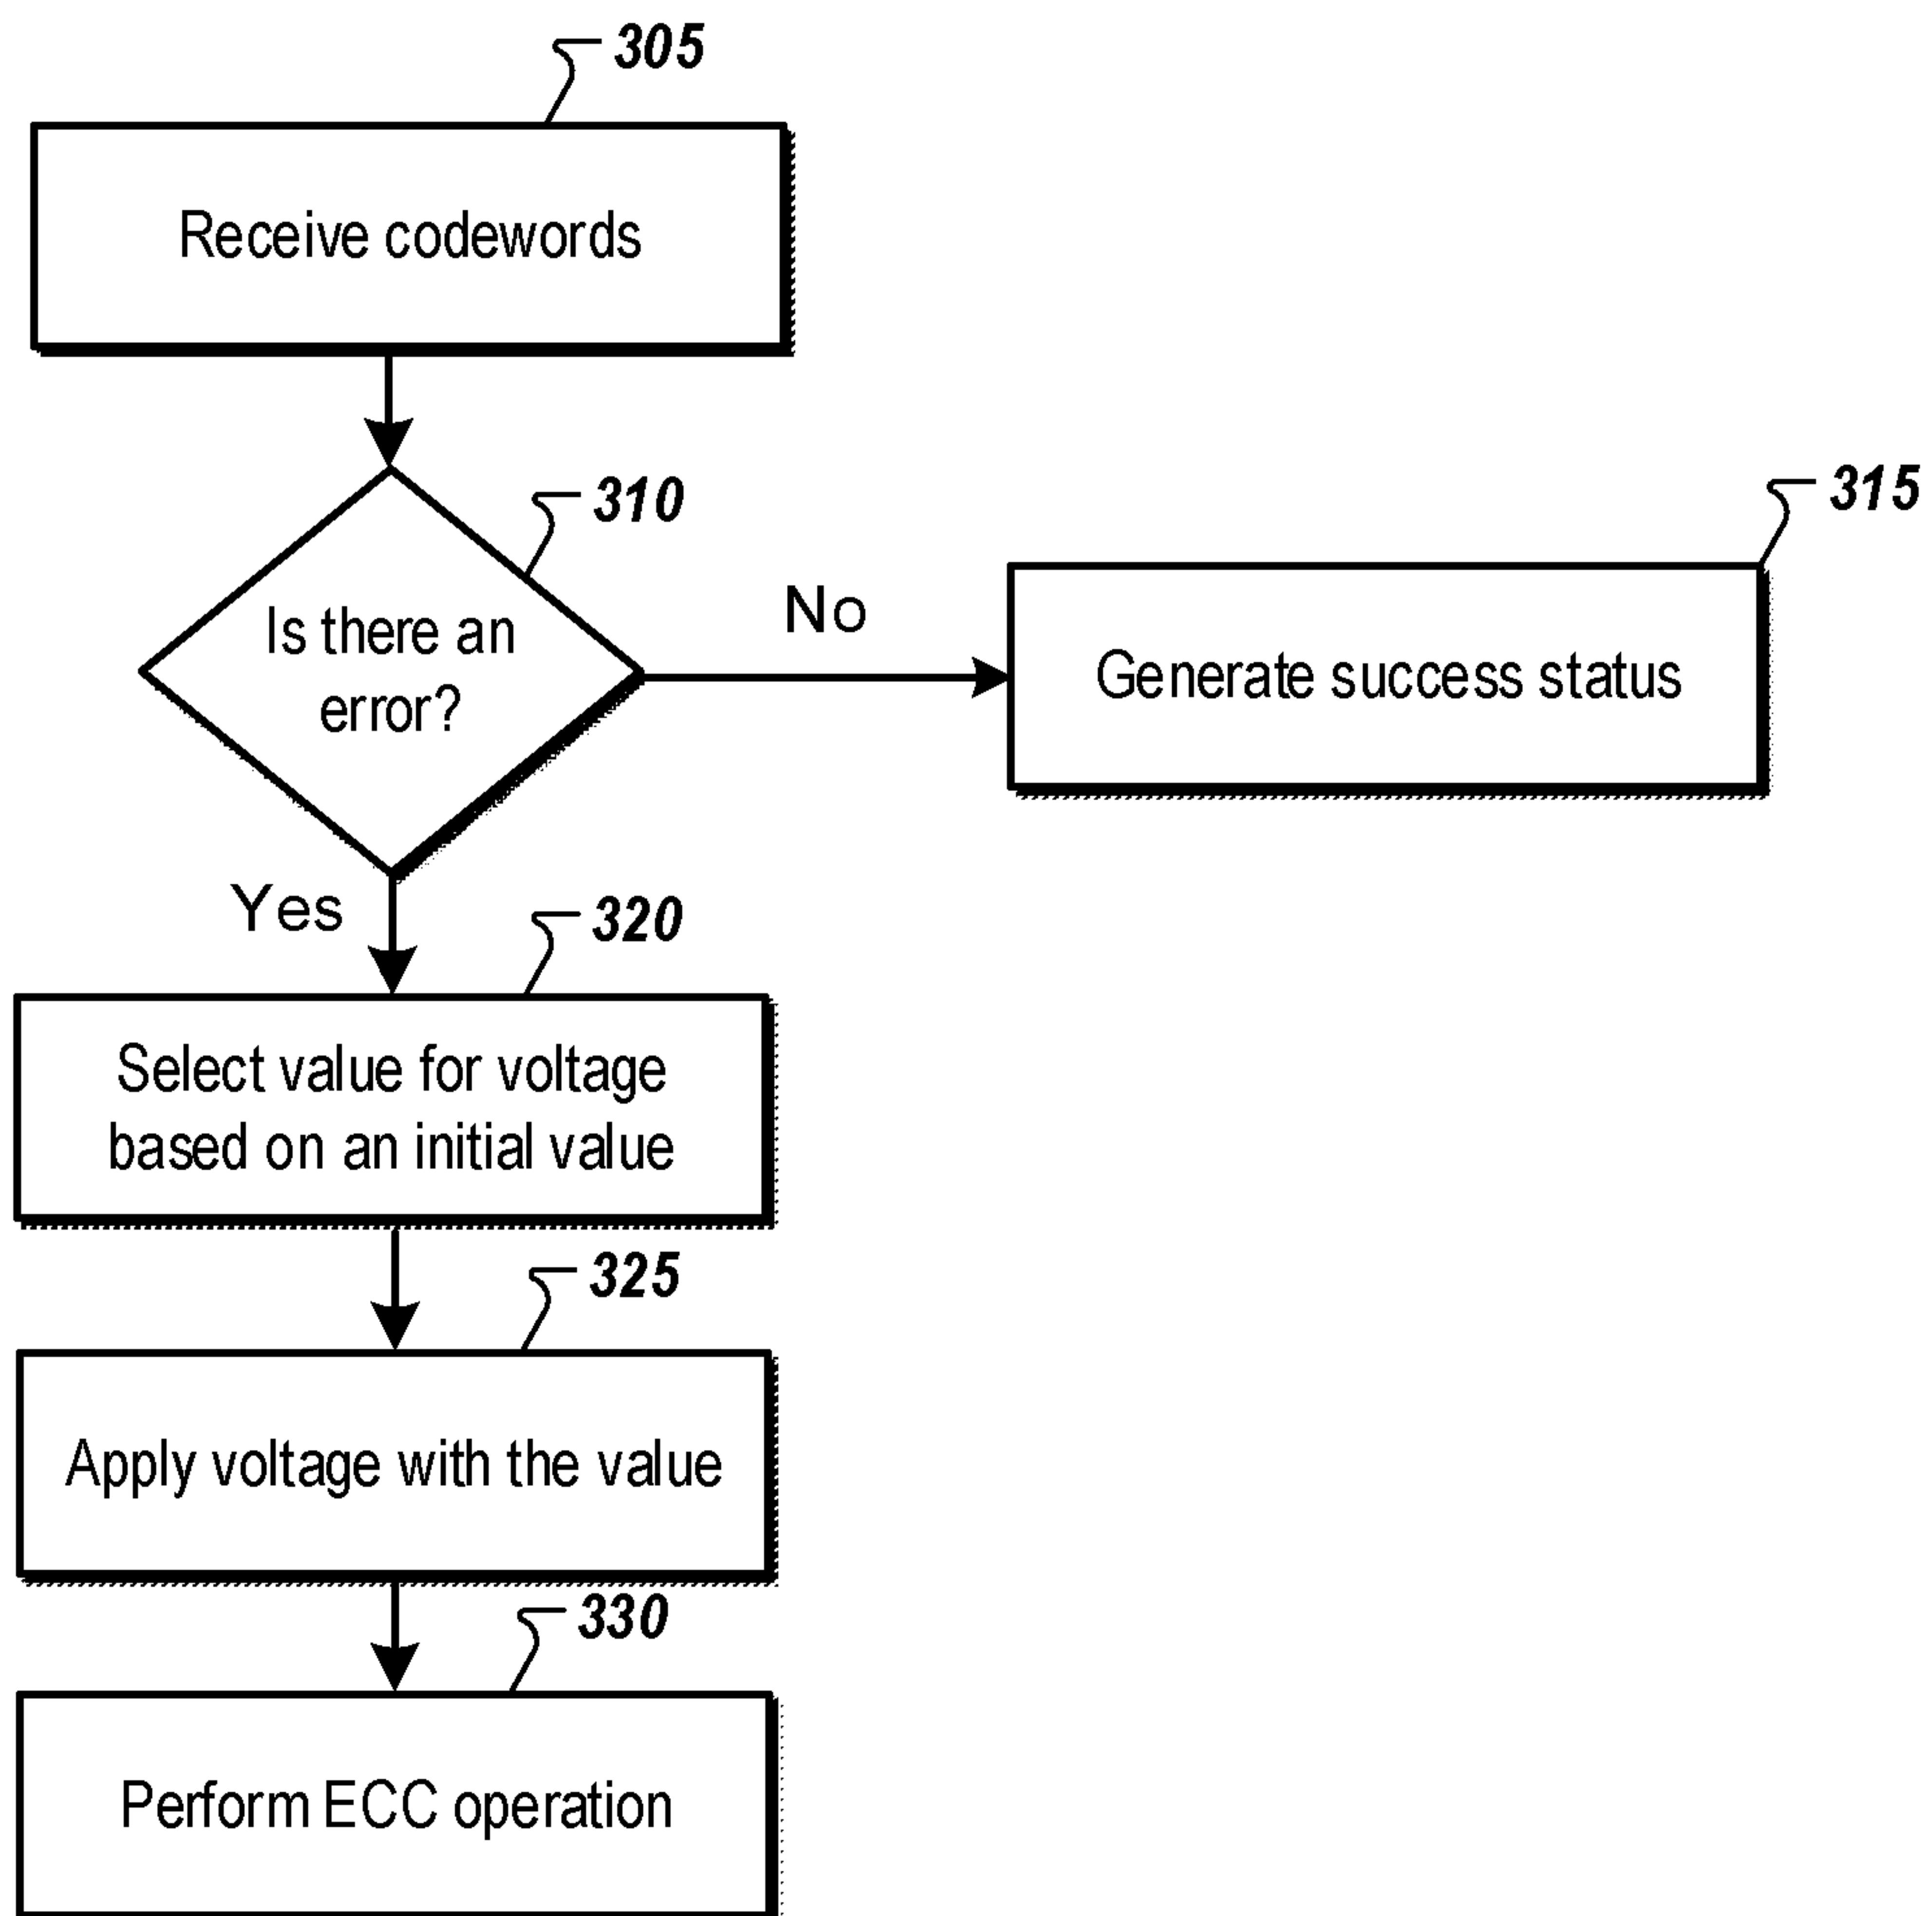 305
Receive codewords
310
Is there an
error?
No
315
Generate success status
Yes
320
Select value for voltage
based on an initial value
325
Apply voltage with the value
330
Perform ECC operation